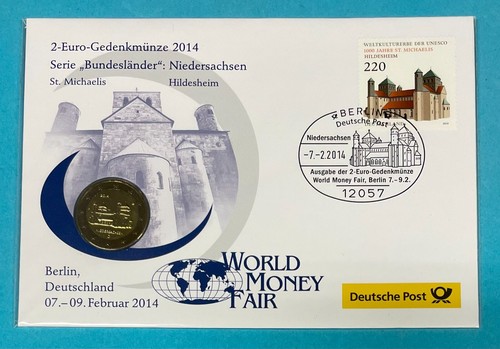 2-Euro-Gedenkmünze 2014
Serie „Bundesländer“: Niedersachsen
St. Michaelis Hildesheim
WELTKULTURERBE DER UNESCO
1000 JAHRE ST. MICHAELIS
HILDESHEIM
220
BERLIN
Deutsche Post
Niedersachsen
-7.-2.2014
Ausgabe der 2-Euro-Gedenkmünze
World Money Fair, Berlin 7.-9.2.
12057
Berlin,
Deutschland
07.–09. Februar 2014
WORLD
MONEY
FAIR
Deutsche Post